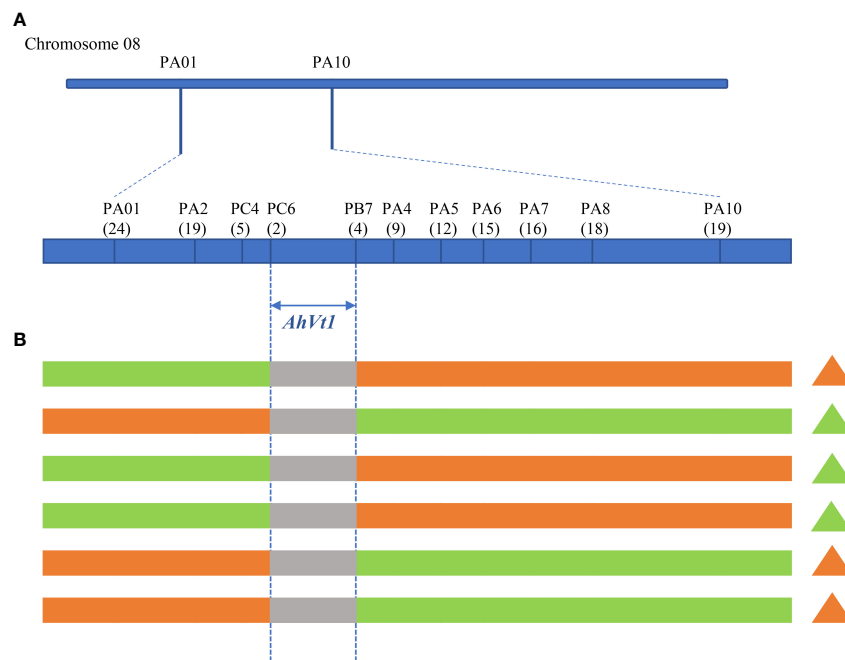 A
Chromosome 08
PA01 PA10
PA01 PA2 PC4 PC6 PB7 PA4 PA5 PA6 PA7 PA8 PA10
(24) (19) (5) (2) (4) (9) (12) (15) (16) (18) (19)
AhVt1
B